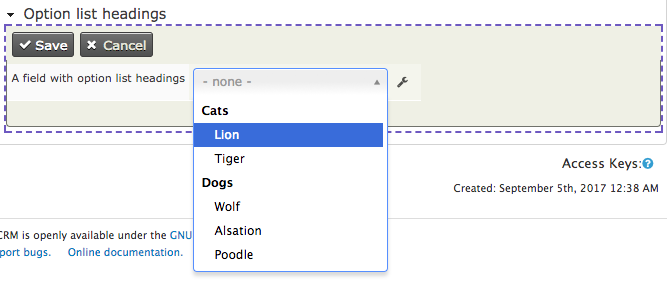 Option list headings
Save Cancel
A field with option list headings - none -
Cats
Lion
Tiger
Dogs
Wolf
Alsation
Poodle
Access Keys:?
Created: September 5th, 2017 12:38 AM
CRM is openly available under the GNU
port bugs. Online documentation.